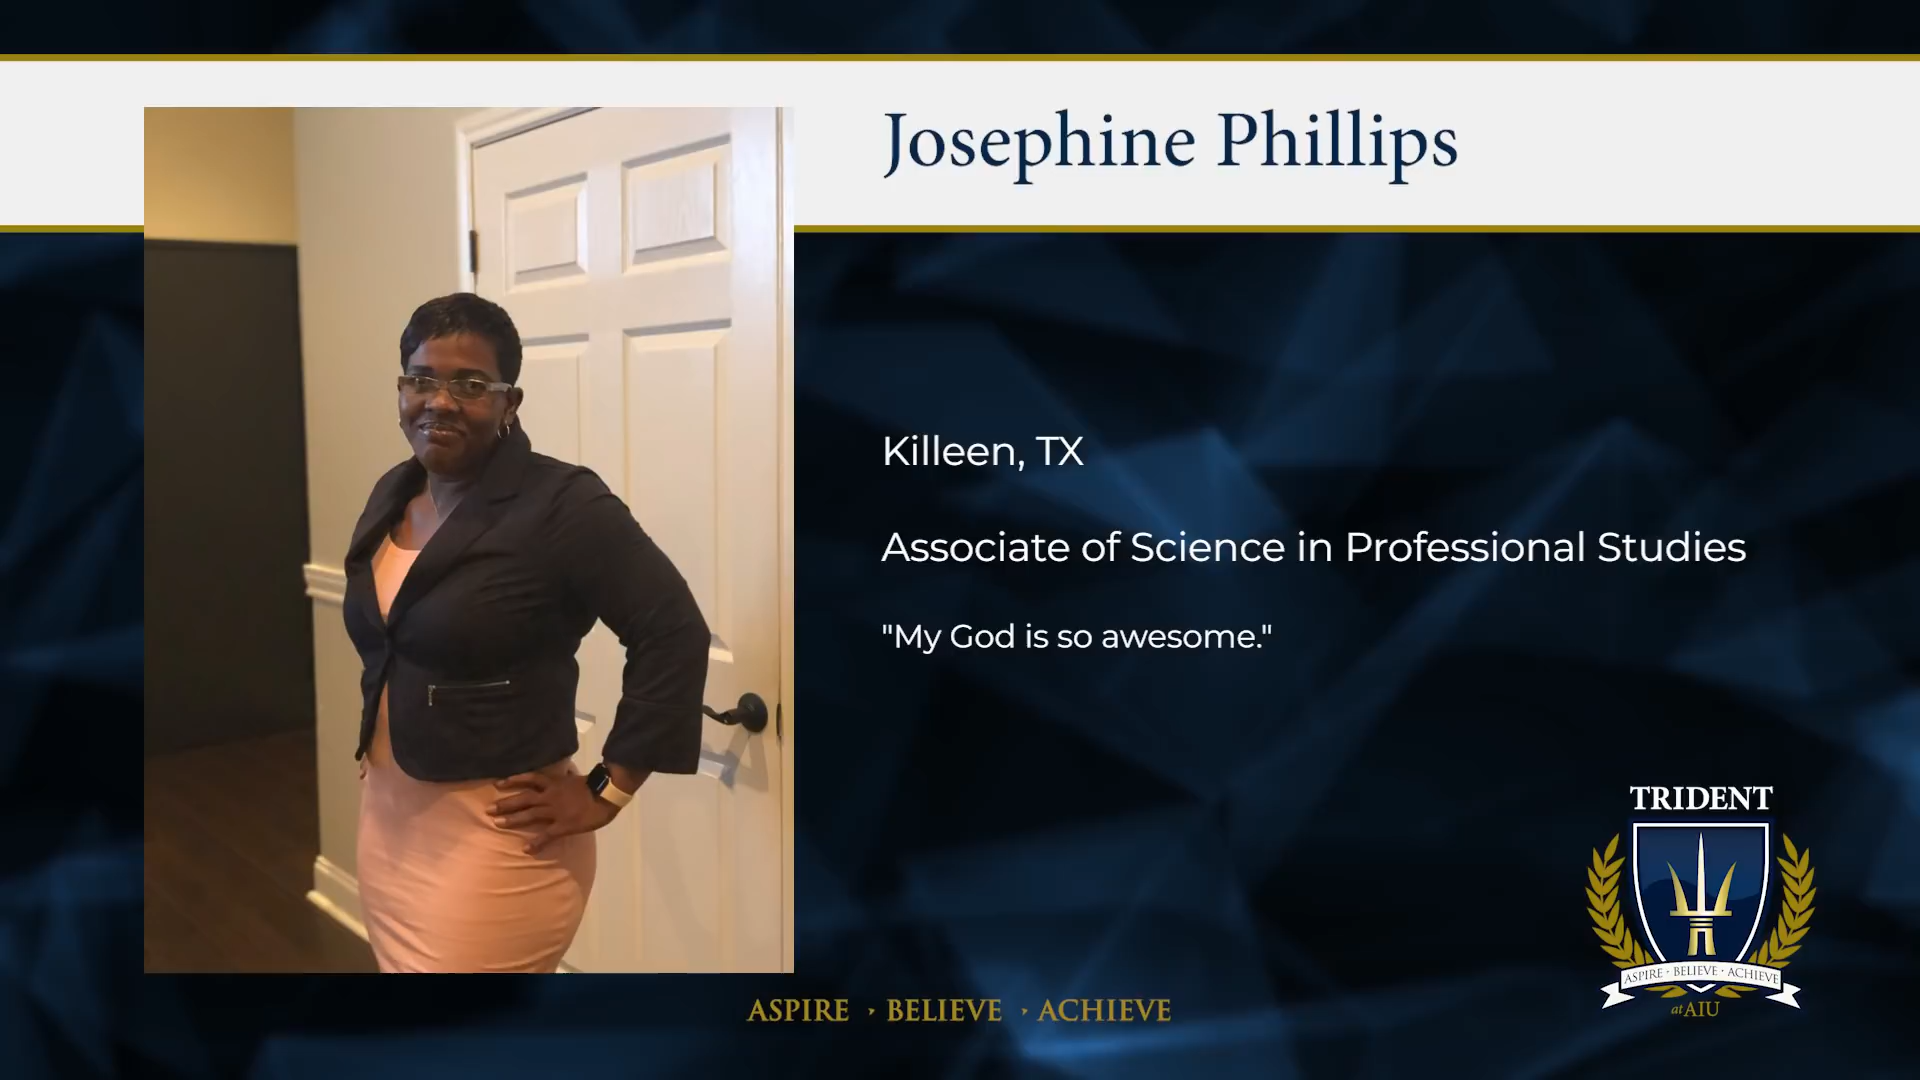 Josephine Phillips
Killeen, TX
Associate of Science in Professional Studies
"My God is so awesome."
TRIDENT
ASPIRE · BELIEVE · ACHIEVE
at AIU
ASPIRE · BELIEVE · ACHIEVE